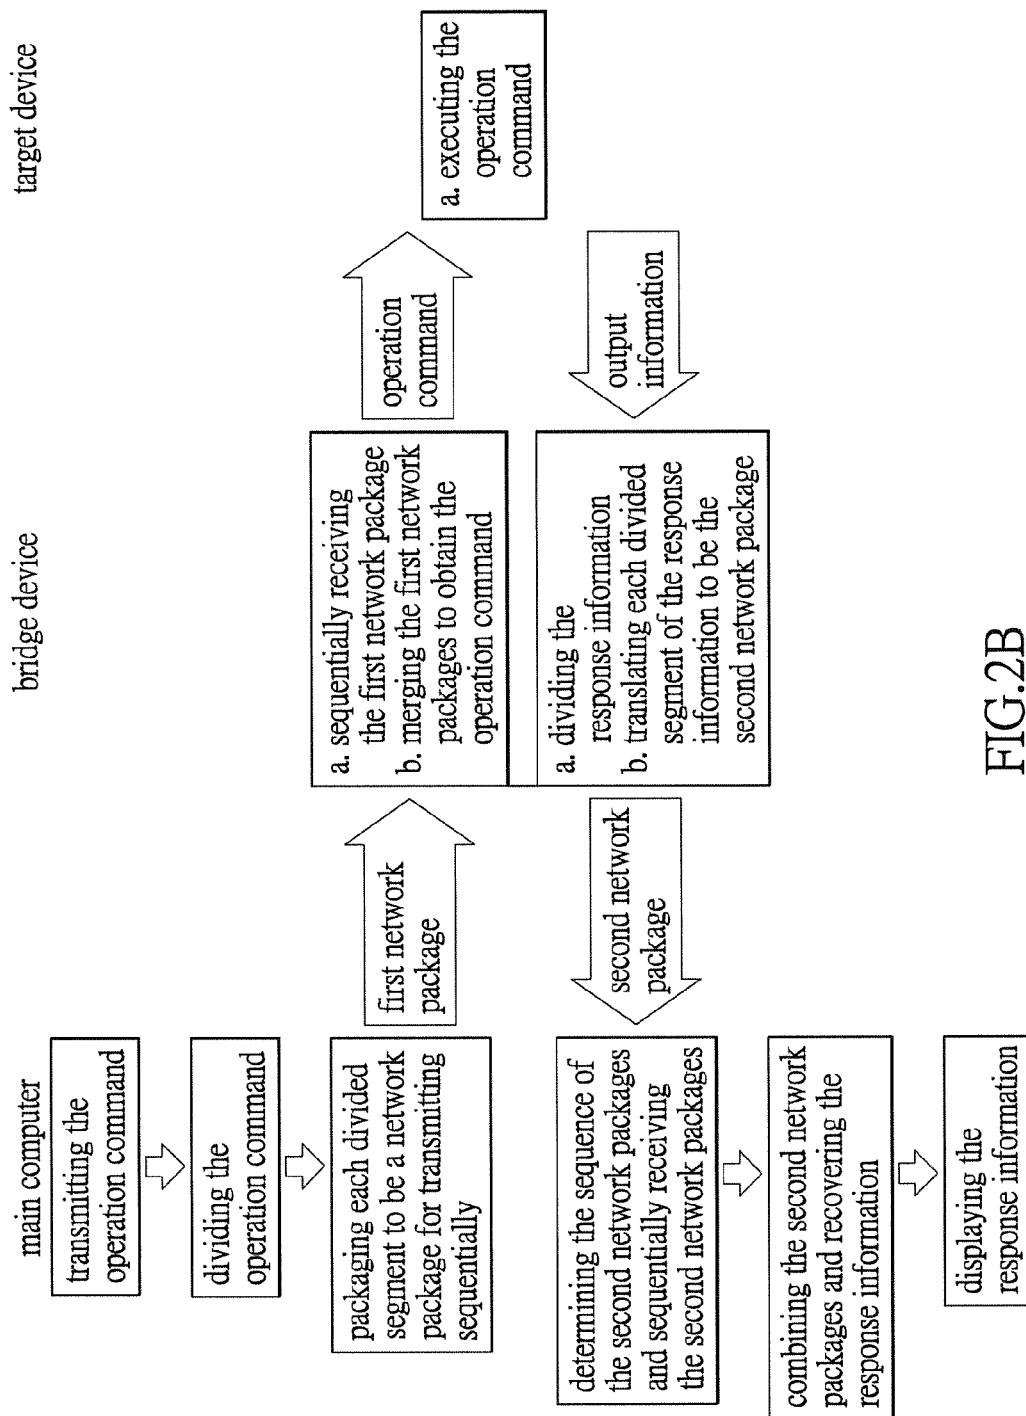 main computer
bridge device
target device
transmitting the
operation command
dividing the
operation command
packaging each divided
segment to be a network
package for transmitting
sequentially
first network
package
a. sequentially receiving
the first network package
b. merging the first network
packages to obtain the
operation command
operation
command
a. executing the
operation
command
output
information
a. dividing the
response information
b. translating each divided
segment of the response
information to be the
second network package
second network
package
determining the sequence of
the second network packages
and sequentially receiving
the second network packages
combining the second network
packages and recovering the
response information
displaying the
response information
FIG.2B